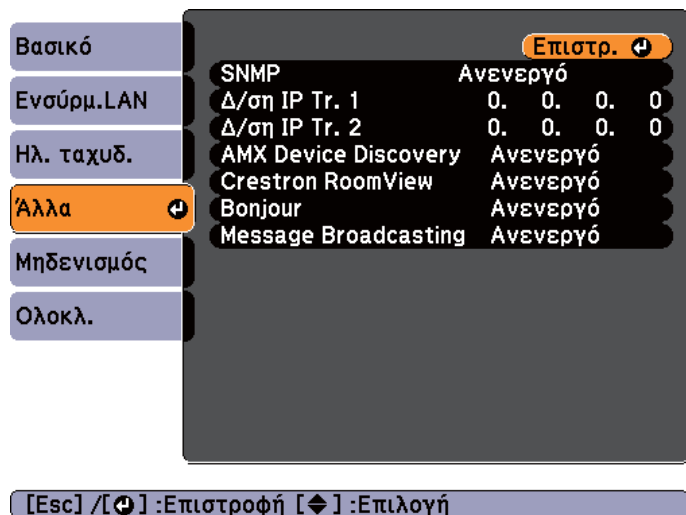 Βασικό
Ενσύρμ.LAN
Ηλ. ταχυδ.
Άλλα
Μηδενισμός
Ολοκλ.
Επιστρ.
SNMP Ανενεργό
Δ/ση IP Tr. 1 0. 0. 0. 0
Δ/ση IP Tr. 2 0. 0. 0. 0
AMX Device Discovery Ανενεργό
Crestron RoomView Ανενεργό
Bonjour Ανενεργό
Message Broadcasting Ανενεργό
[Esc] /[⏎] :Επιστροφή [◆] :Επιλογή